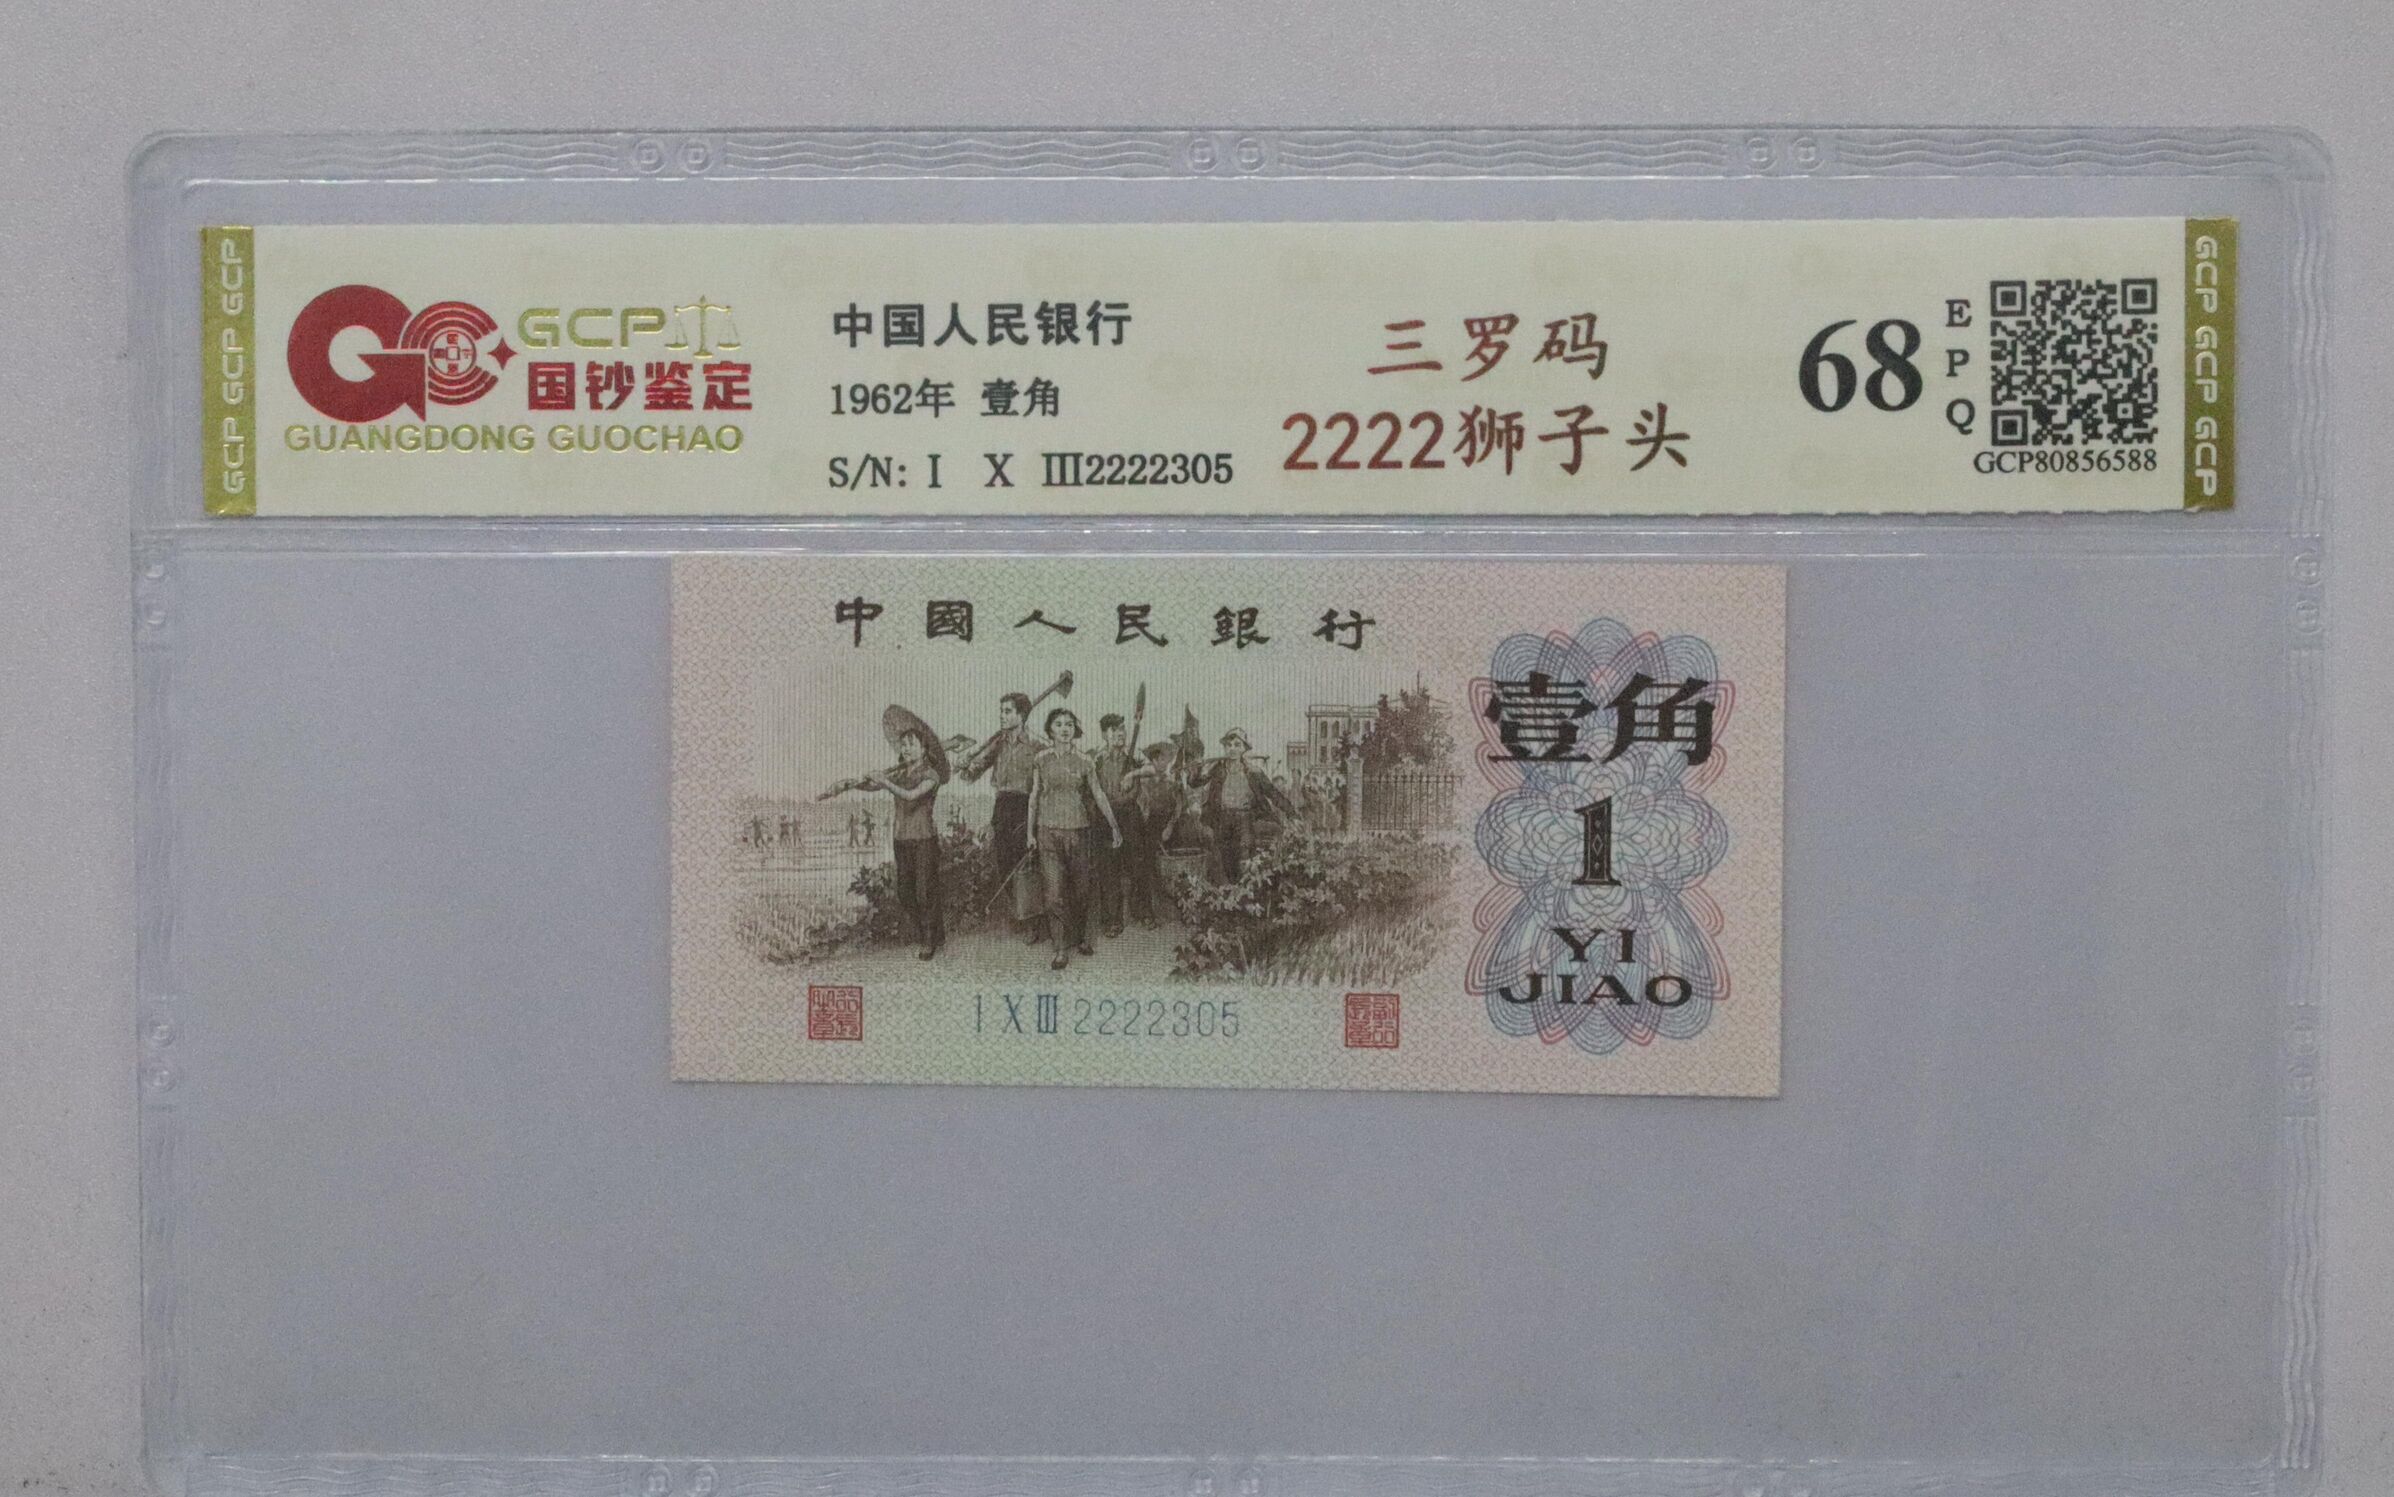 GCP GCP GCP
GCP
国钞鉴定
GUANGDONG GUOCHAO
中国人民银行
1962年 壹角
S/N: I X III2222305
三罗码
2222狮子头
68
EPQ
GCP80856588
GCP GCP GCP
中國人民銀行
壹角
1
YI
JIAO
I X III 2222305